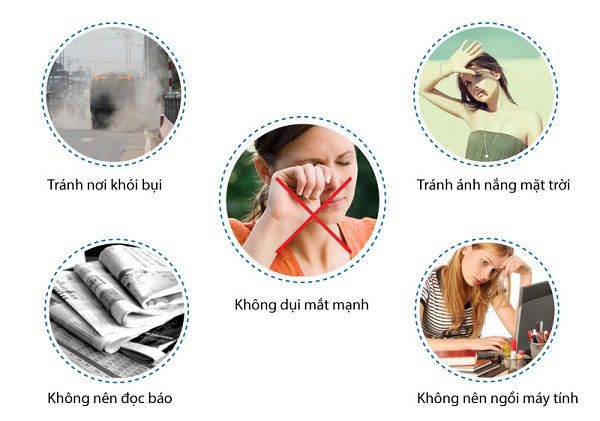 Tránh nơi khói bụi
Tránh ánh nắng mặt trời
Không dụi mắt mạnh
Không nên đọc báo
Không nên ngồi máy tính